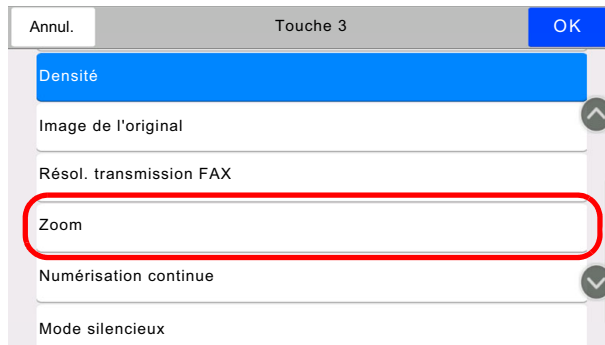 Annul. Touche 3 OK
Densité
Image de l'original
Résol. transmission FAX
Zoom
Numérisation continue
Mode silencieux